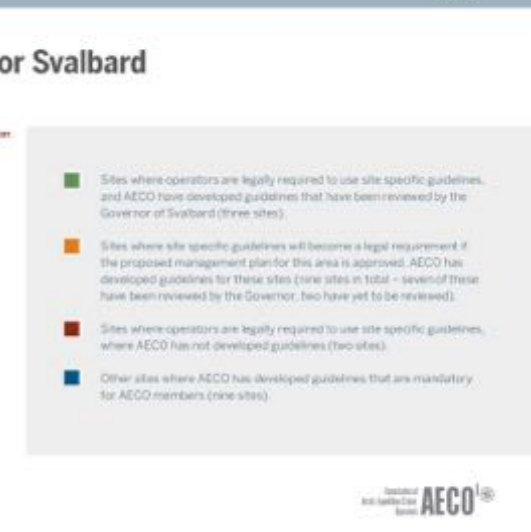 or Svalbard
Sites where operators are legally required to use site specific guidelines,
and AECO have developed guidelines that have been reviewed by the
Governor of Svalbard (three sites).
Sites where site specific guidelines will become a legal requirement if
the proposed management plan for this area is approved. AECO has
developed guidelines for these sites (nine sites in total – seven of these
have been reviewed by the Governor, two have yet to be reviewed).
Sites where operators are legally required to use site specific guidelines,
where AECO has not developed guidelines (two sites).
Other sites where AECO has developed guidelines that are mandatory
for AECO members (nine sites).
AECO